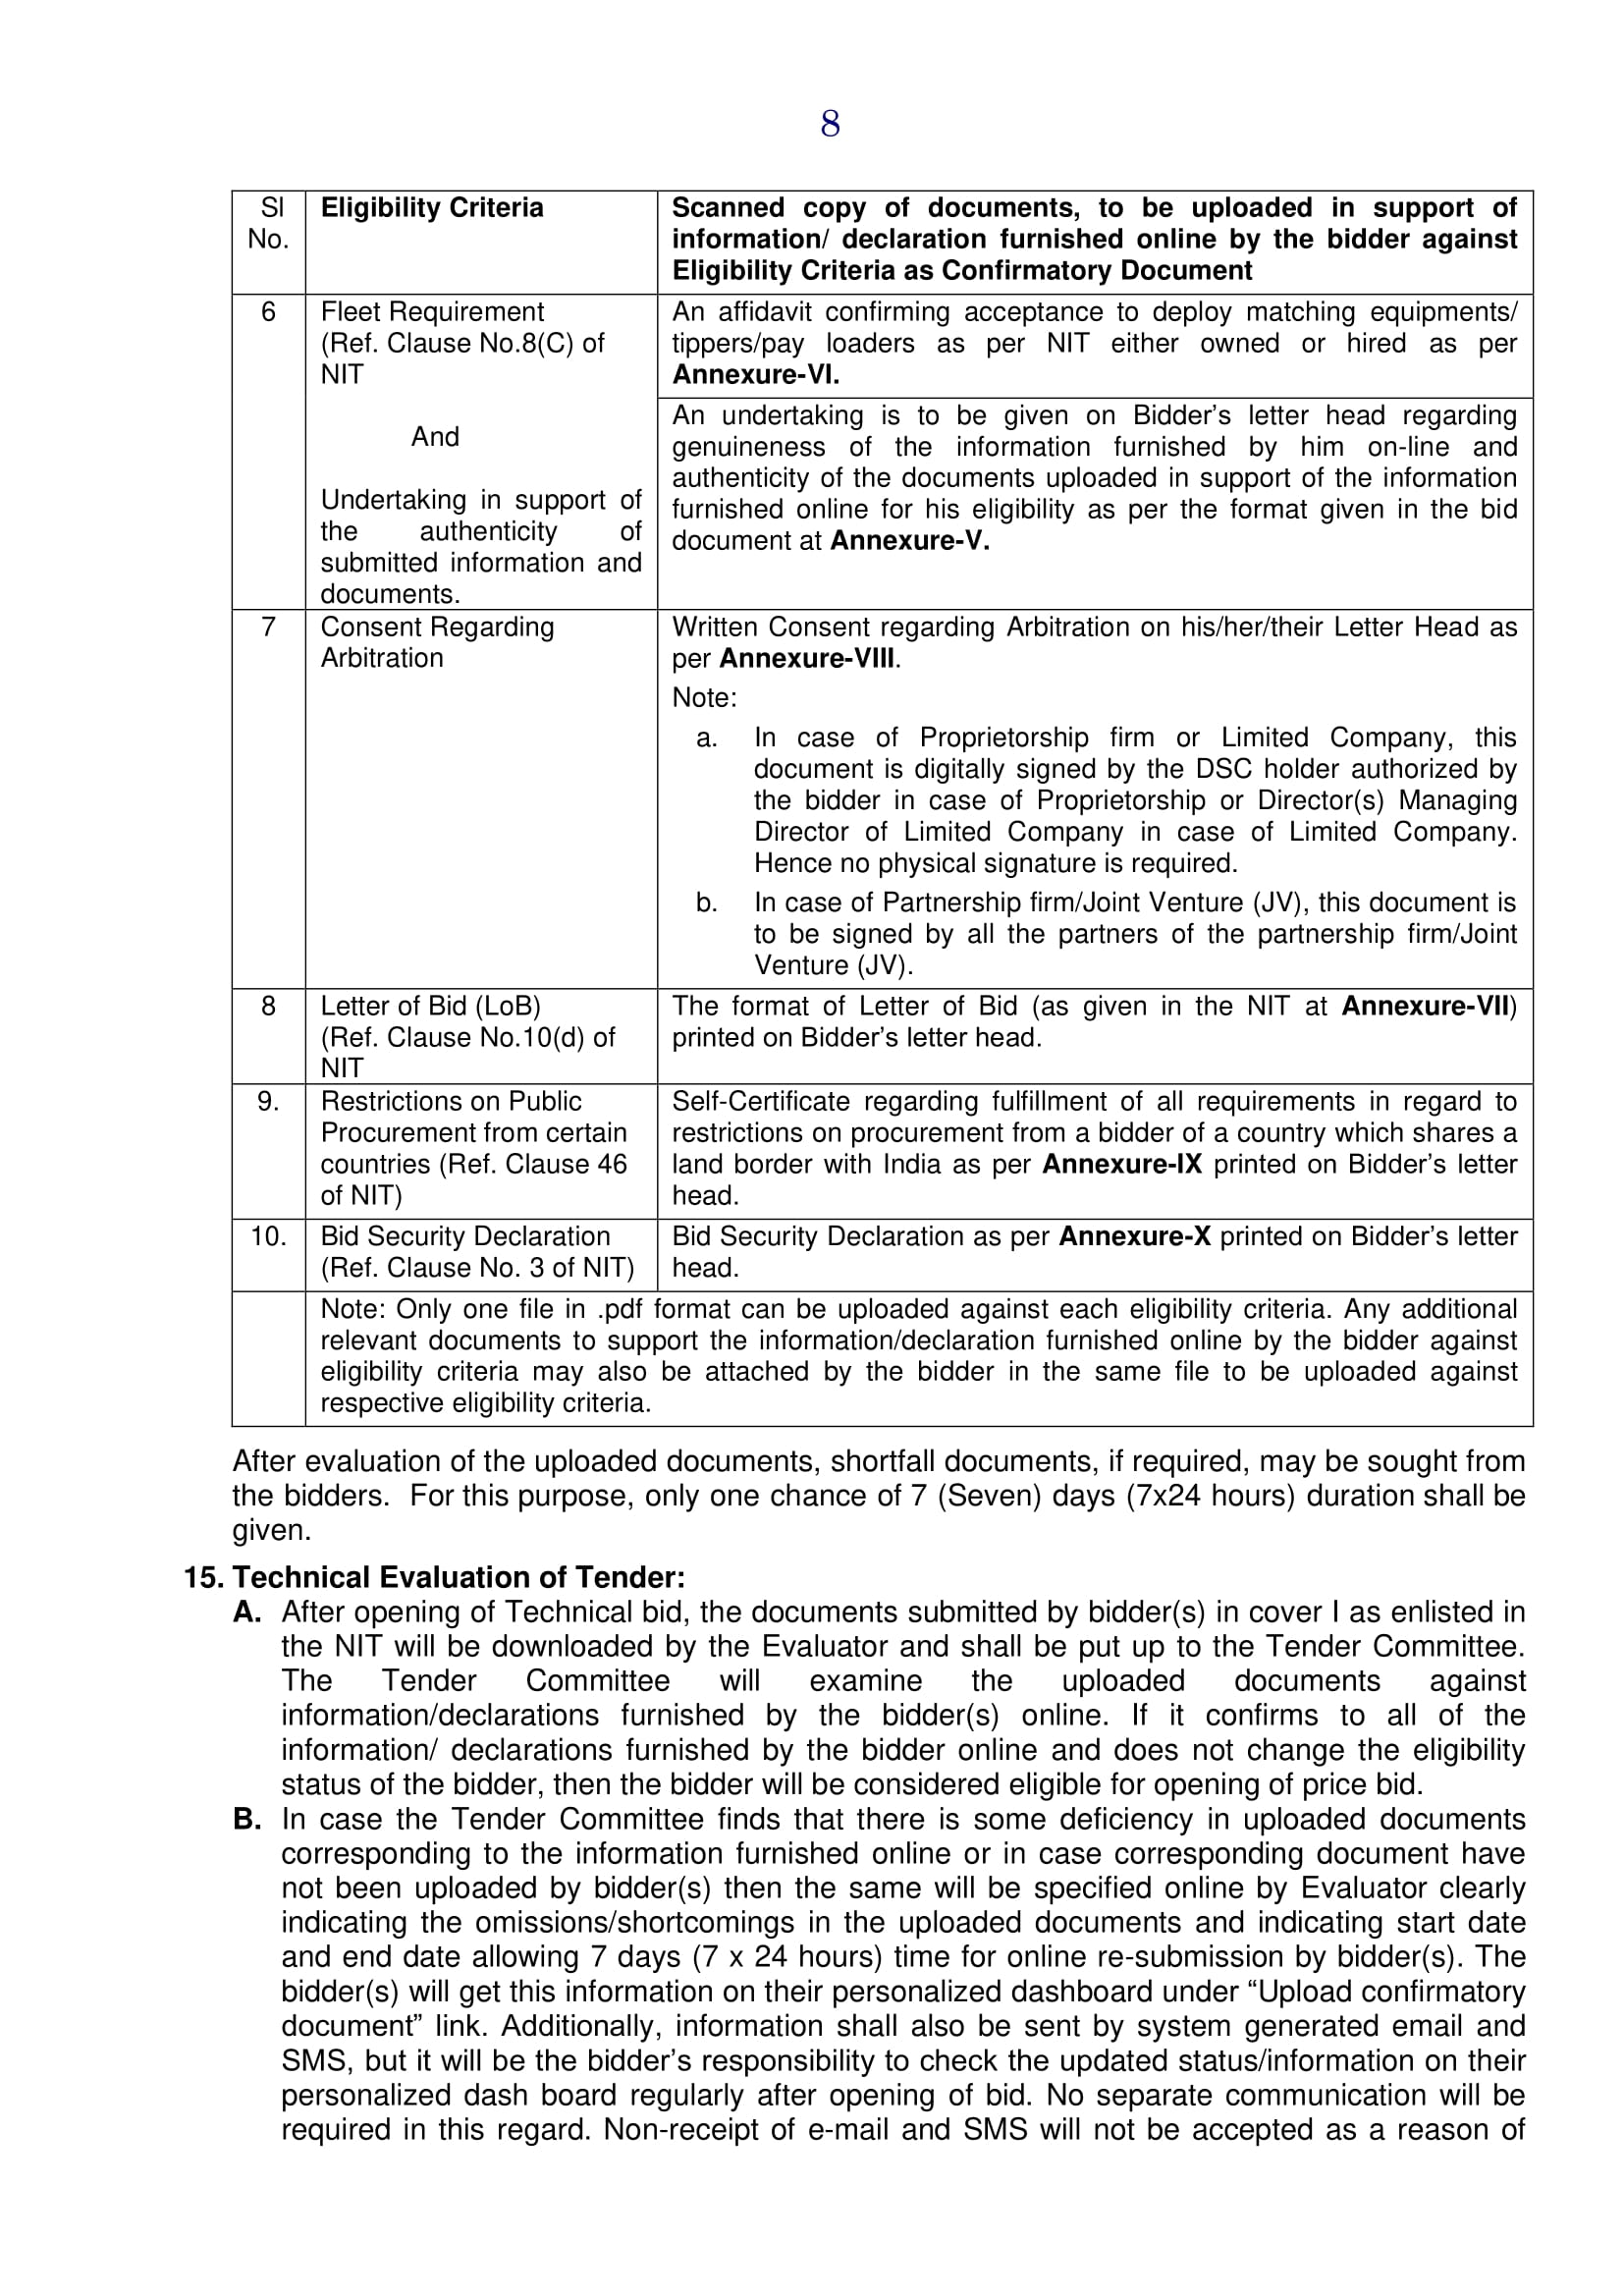 8
Sl
No.
Eligibility Criteria
Scanned copy of documents, to be uploaded in support of
information/ declaration furnished online by the bidder against
Eligibility Criteria as Confirmatory Document
6
Fleet Requirement
(Ref. Clause No.8(C) of
NIT
And
Undertaking in support of
the authenticity of
submitted information and
documents.
An affidavit confirming acceptance to deploy matching equipments/
tippers/pay loaders as per NIT either owned or hired as per
Annexure-VI.
An undertaking is to be given on Bidder’s letter head regarding
genuineness of the information furnished by him on-line and
authenticity of the documents uploaded in support of the information
furnished online for his eligibility as per the format given in the bid
document at Annexure-V.
7
Consent Regarding
Arbitration
Written Consent regarding Arbitration on his/her/their Letter Head as
per Annexure-VIII.
Note:
a. In case of Proprietorship firm or Limited Company, this
document is digitally signed by the DSC holder authorized by
the bidder in case of Proprietorship or Director(s) Managing
Director of Limited Company in case of Limited Company.
Hence no physical signature is required.
b. In case of Partnership firm/Joint Venture (JV), this document is
to be signed by all the partners of the partnership firm/Joint
Venture (JV).
8
Letter of Bid (LoB)
(Ref. Clause No.10(d) of
NIT
The format of Letter of Bid (as given in the NIT at Annexure-VII)
printed on Bidder’s letter head.
9.
Restrictions on Public
Procurement from certain
countries (Ref. Clause 46
of NIT)
Self-Certificate regarding fulfillment of all requirements in regard to
restrictions on procurement from a bidder of a country which shares a
land border with India as per Annexure-IX printed on Bidder’s letter
head.
10.
Bid Security Declaration
(Ref. Clause No. 3 of NIT)
Bid Security Declaration as per Annexure-X printed on Bidder’s letter
head.
Note: Only one file in .pdf format can be uploaded against each eligibility criteria. Any additional
relevant documents to support the information/declaration furnished online by the bidder against
eligibility criteria may also be attached by the bidder in the same file to be uploaded against
respective eligibility criteria.
After evaluation of the uploaded documents, shortfall documents, if required, may be sought from
the bidders. For this purpose, only one chance of 7 (Seven) days (7x24 hours) duration shall be
given.
15. Technical Evaluation of Tender:
A. After opening of Technical bid, the documents submitted by bidder(s) in cover I as enlisted in
the NIT will be downloaded by the Evaluator and shall be put up to the Tender Committee.
The Tender Committee will examine the uploaded documents against
information/declarations furnished by the bidder(s) online. If it confirms to all of the
information/ declarations furnished by the bidder online and does not change the eligibility
status of the bidder, then the bidder will be considered eligible for opening of price bid.
B. In case the Tender Committee finds that there is some deficiency in uploaded documents
corresponding to the information furnished online or in case corresponding document have
not been uploaded by bidder(s) then the same will be specified online by Evaluator clearly
indicating the omissions/shortcomings in the uploaded documents and indicating start date
and end date allowing 7 days (7 x 24 hours) time for online re-submission by bidder(s). The
bidder(s) will get this information on their personalized dashboard under “Upload confirmatory
document” link. Additionally, information shall also be sent by system generated email and
SMS, but it will be the bidder’s responsibility to check the updated status/information on their
personalized dash board regularly after opening of bid. No separate communication will be
required in this regard. Non-receipt of e-mail and SMS will not be accepted as a reason of